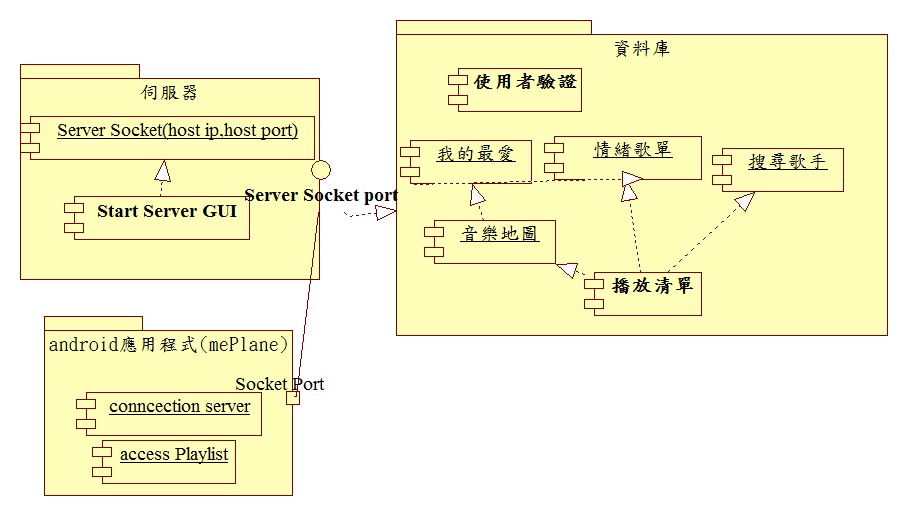 伺服器
Server Socket(host ip,host port)
Start Server GUI
Server Socket port
資料庫
使用者驗證
我的最愛
情緒歌單
搜尋歌手
音樂地圖
播放清單
android應用程式(mePlane)
Socket Port
conncection server
access Playlist